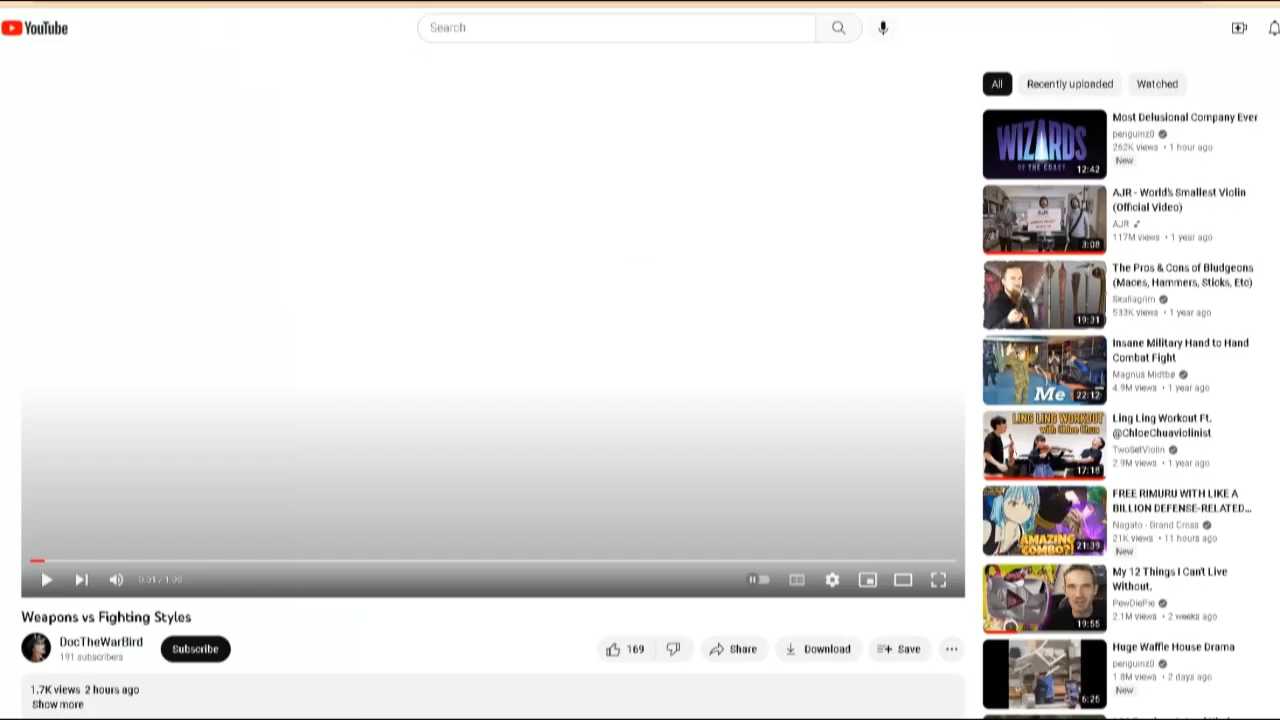 YouTube
Search
All
Recently uploaded
Watched
WIZARDS
OF THE COAST
12:42
Most Delusional Company Ever
penguinz0
262K views • 1 hour ago
New
3:08
AJR - World's Smallest Violin
(Official Video)
AJR
117M views • 1 year ago
19:31
The Pros & Cons of Bludgeons
(Maces, Hammers, Sticks, Etc)
Skallagrim
533K views • 1 year ago
Me
22:12
Insane Military Hand to Hand
Combat Fight
Magnus Midtbø
4.9M views • 1 year ago
LING LING WORKOUT
with Chloe Chua
17:18
Ling Ling Workout Ft.
@ChloeChuaviolinist
TwoSetViolin
2.9M views • 1 year ago
AMAZING
COMBO?
21:39
FREE RIMURU WITH LIKE A
BILLION DEFENSE-RELATED...
Nagato - Grand Cross
21K views • 11 hours ago
New
19:56
My 12 Things I Can't Live
Without.
PewDiePie
2.1M views • 2 weeks ago
6:25
Huge Waffle House Drama
penguinz0
1.8M views • 2 days ago
New
0:01 /
Weapons vs Fighting Styles
DocTheWarBird
191 subscribers
Subscribe
169
Share
Download
Save
1.7K views 2 hours ago
Show more